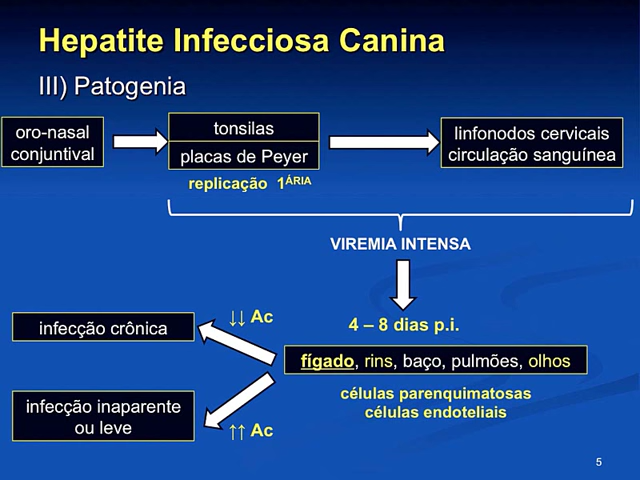 Hepatite Infecciosa Canina
III) Patogenia
oro-nasal
conjuntival
tonsilas
placas de Peyer
replicação 1ÁRIA
linfonodos cervicais
circulação sanguínea
VIREMIA INTENSA
4 – 8 dias p.i.
fígado, rins, baço, pulmões, olhos
células parenquimatosas
células endoteliais
↓↓ Ac
infecção crônica
infecção inaparente
ou leve
↑↑ Ac
5